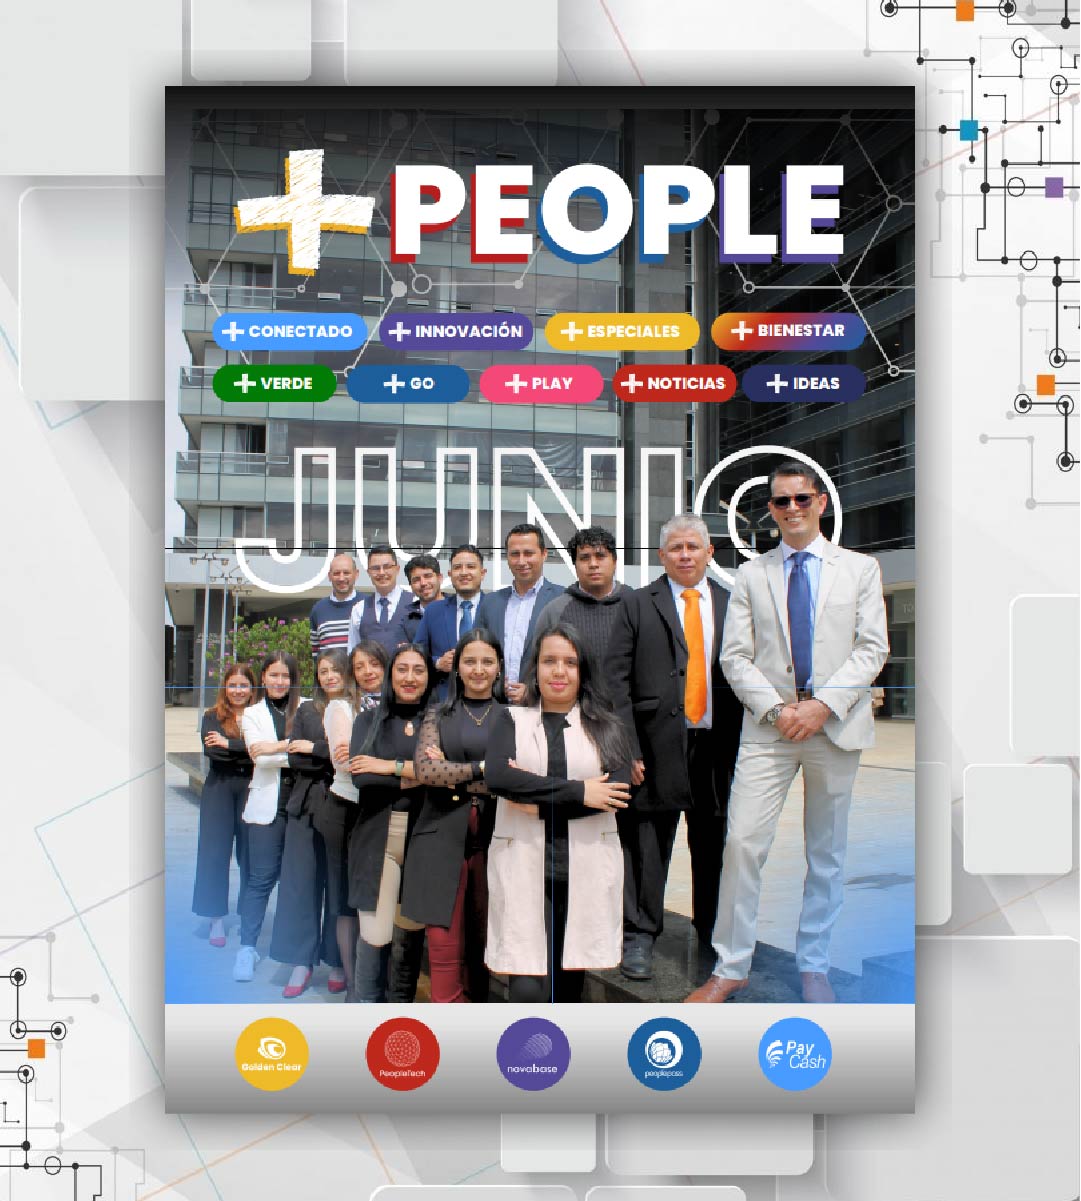 + PEOPLE
+ CONECTADO + INNOVACIÓN + ESPECIALES + BIENESTAR
+ VERDE + GO + PLAY + NOTICIAS + IDEAS
JUNIO
Golden Clear PeopleTech novabase peoplepass Pay Cash